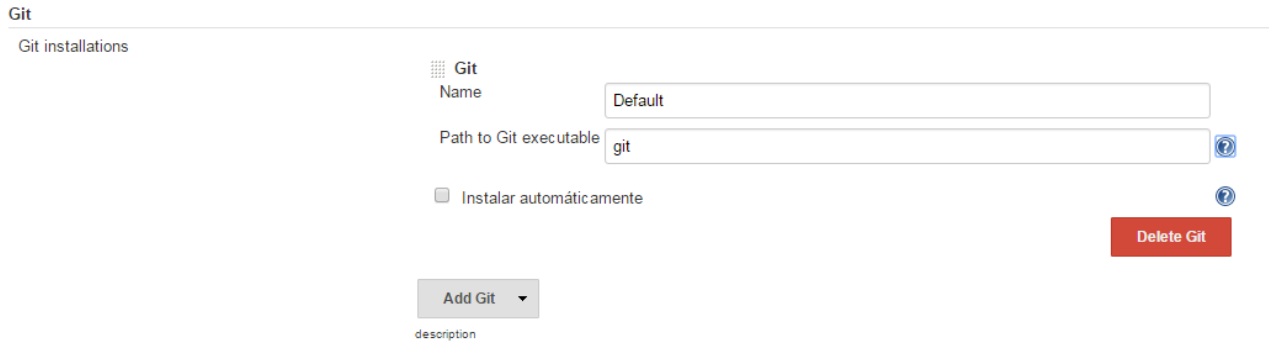 Git
Git installations
Git
Name
Default
Path to Git executable
git
Instalar automáticamente
Delete Git
Add Git
description